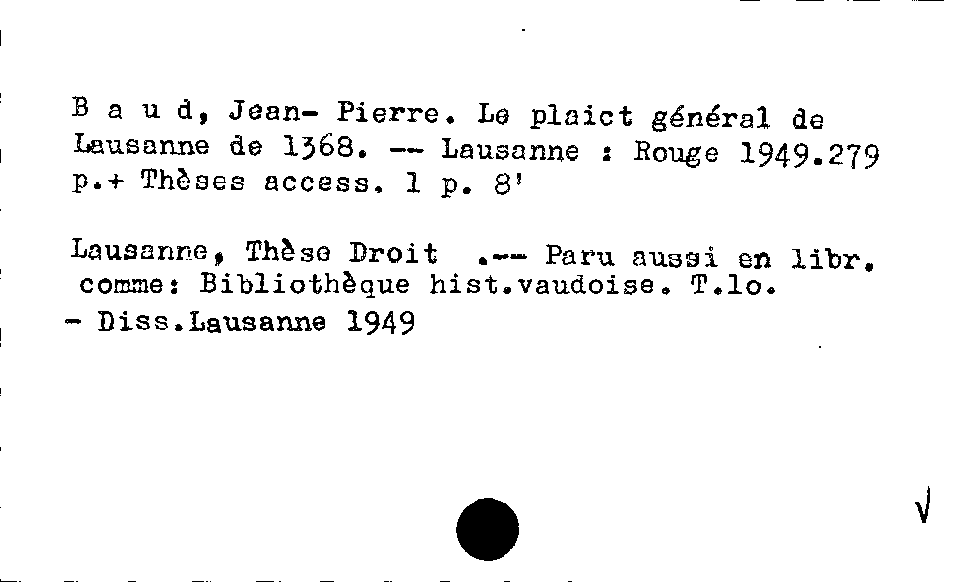 B a u d, Jean- Pierre. Le plaict général de
Lausanne de 1368. -- Lausanne : Rouge 1949.279
p.+ Thèses access. l p. 8'
Lausanne, Thèse Droit .-- Paru aussi en libr.
comme: Bibliothèque hist.vaudoise. T.lo.
- Diss.Lausanne 1949